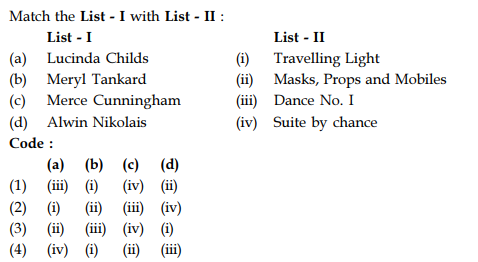 Match the List - I with List - II :
List - I List - II
(a) Lucinda Childs (i) Travelling Light
(b) Meryl Tankard (ii) Masks, Props and Mobiles
(c) Merce Cunningham (iii) Dance No. I
(d) Alwin Nikolais (iv) Suite by chance
Code :
(a) (b) (c) (d)
(1) (iii) (i) (iv) (ii)
(2) (i) (ii) (iii) (iv)
(3) (ii) (iii) (iv) (i)
(4) (iv) (i) (ii) (iii)